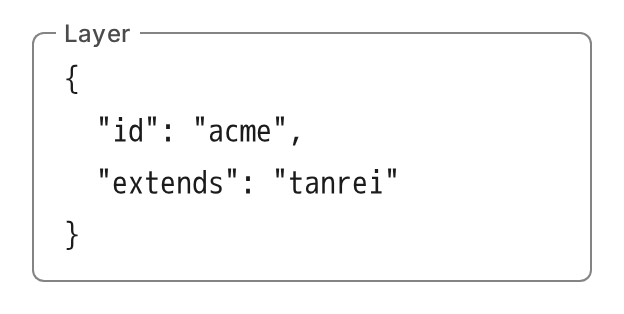 Layer
{
  "id": "acme",
  "extends": "tanrei"
}